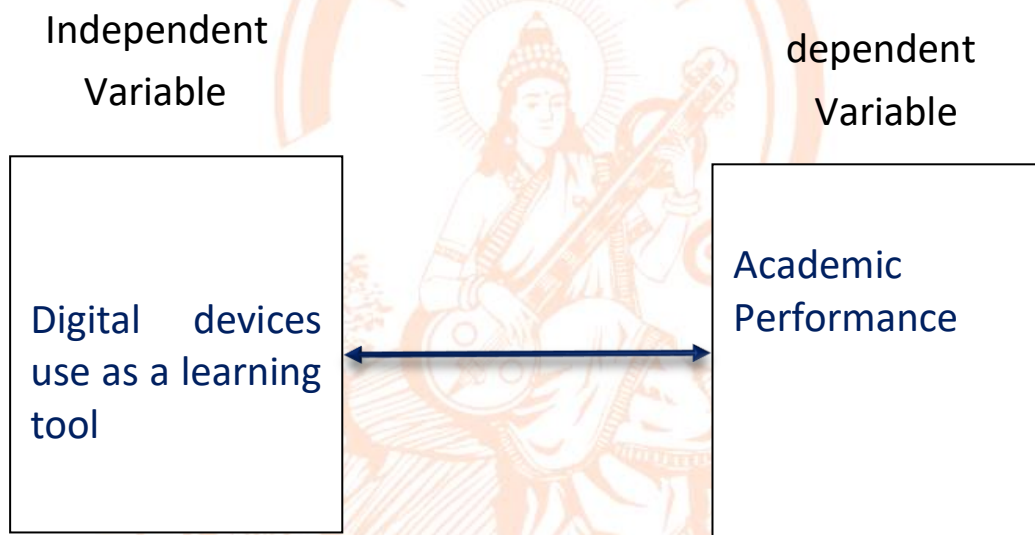 Independent
Variable
dependent
Variable
Digital devices
use as a learning
tool
Academic
Performance